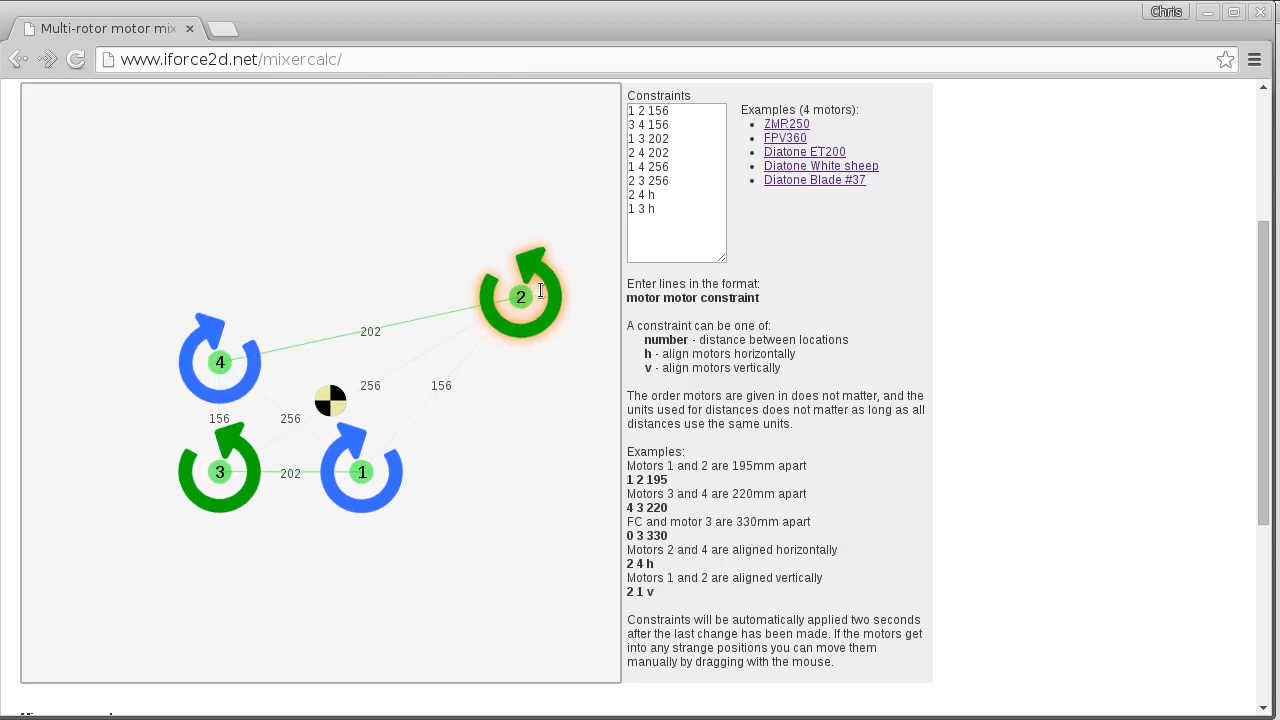 Chris
Multi-rotor motor mix
www.iforce2d.net/mixercalc/
Constraints
1 2 156
3 4 156
1 3 202
2 4 202
1 4 256
2 3 256
2 4 h
1 3 h
Examples (4 motors):
ZMR250
FPV360
Diatone ET200
Diatone White sheep
Diatone Blade #37
2
202
4
256
156
156
256
3
202
1
Enter lines in the format:
motor motor constraint
A constraint can be one of:
number - distance between locations
h - align motors horizontally
v - align motors vertically
The order motors are given in does not matter, and the
units used for distances does not matter as long as all
distances use the same units.
Examples:
Motors 1 and 2 are 195mm apart
1 2 195
Motors 3 and 4 are 220mm apart
4 3 220
FC and motor 3 are 330mm apart
0 3 330
Motors 2 and 4 are aligned horizontally
2 4 h
Motors 1 and 2 are aligned vertically
2 1 v
Constraints will be automatically applied two seconds
after the last change has been made. If the motors get
into any strange positions you can move them
manually by dragging with the mouse.